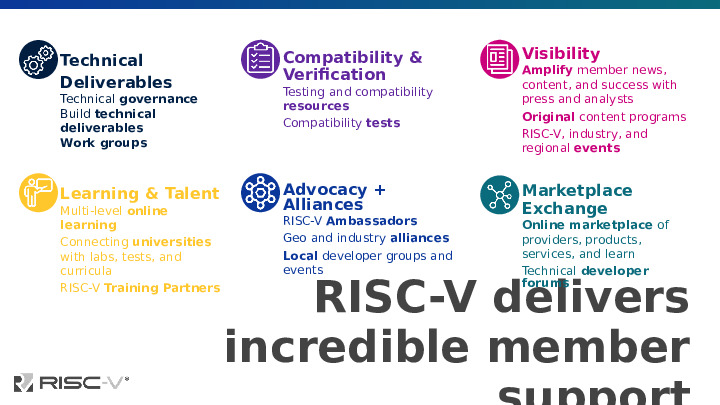 Technical
Deliverables
Technical governance
Build technical
deliverables
Work groups
Compatibility &
Verification
Testing and compatibility
resources
Compatibility tests
Visibility
Amplify member news,
content, and success with
press and analysts
Original content programs
RISC-V, industry, and
regional events
Learning & Talent
Multi-level online
learning
Connecting universities
with labs, tests, and
curricula
RISC-V Training Partners
Advocacy +
Alliances
RISC-V Ambassadors
Geo and industry alliances
Local developer groups and
events
Marketplace
Exchange
Online marketplace of
providers, products,
services, and learn
Technical developer
forums
RISC-V delivers
incredible member
support
RISC-V®